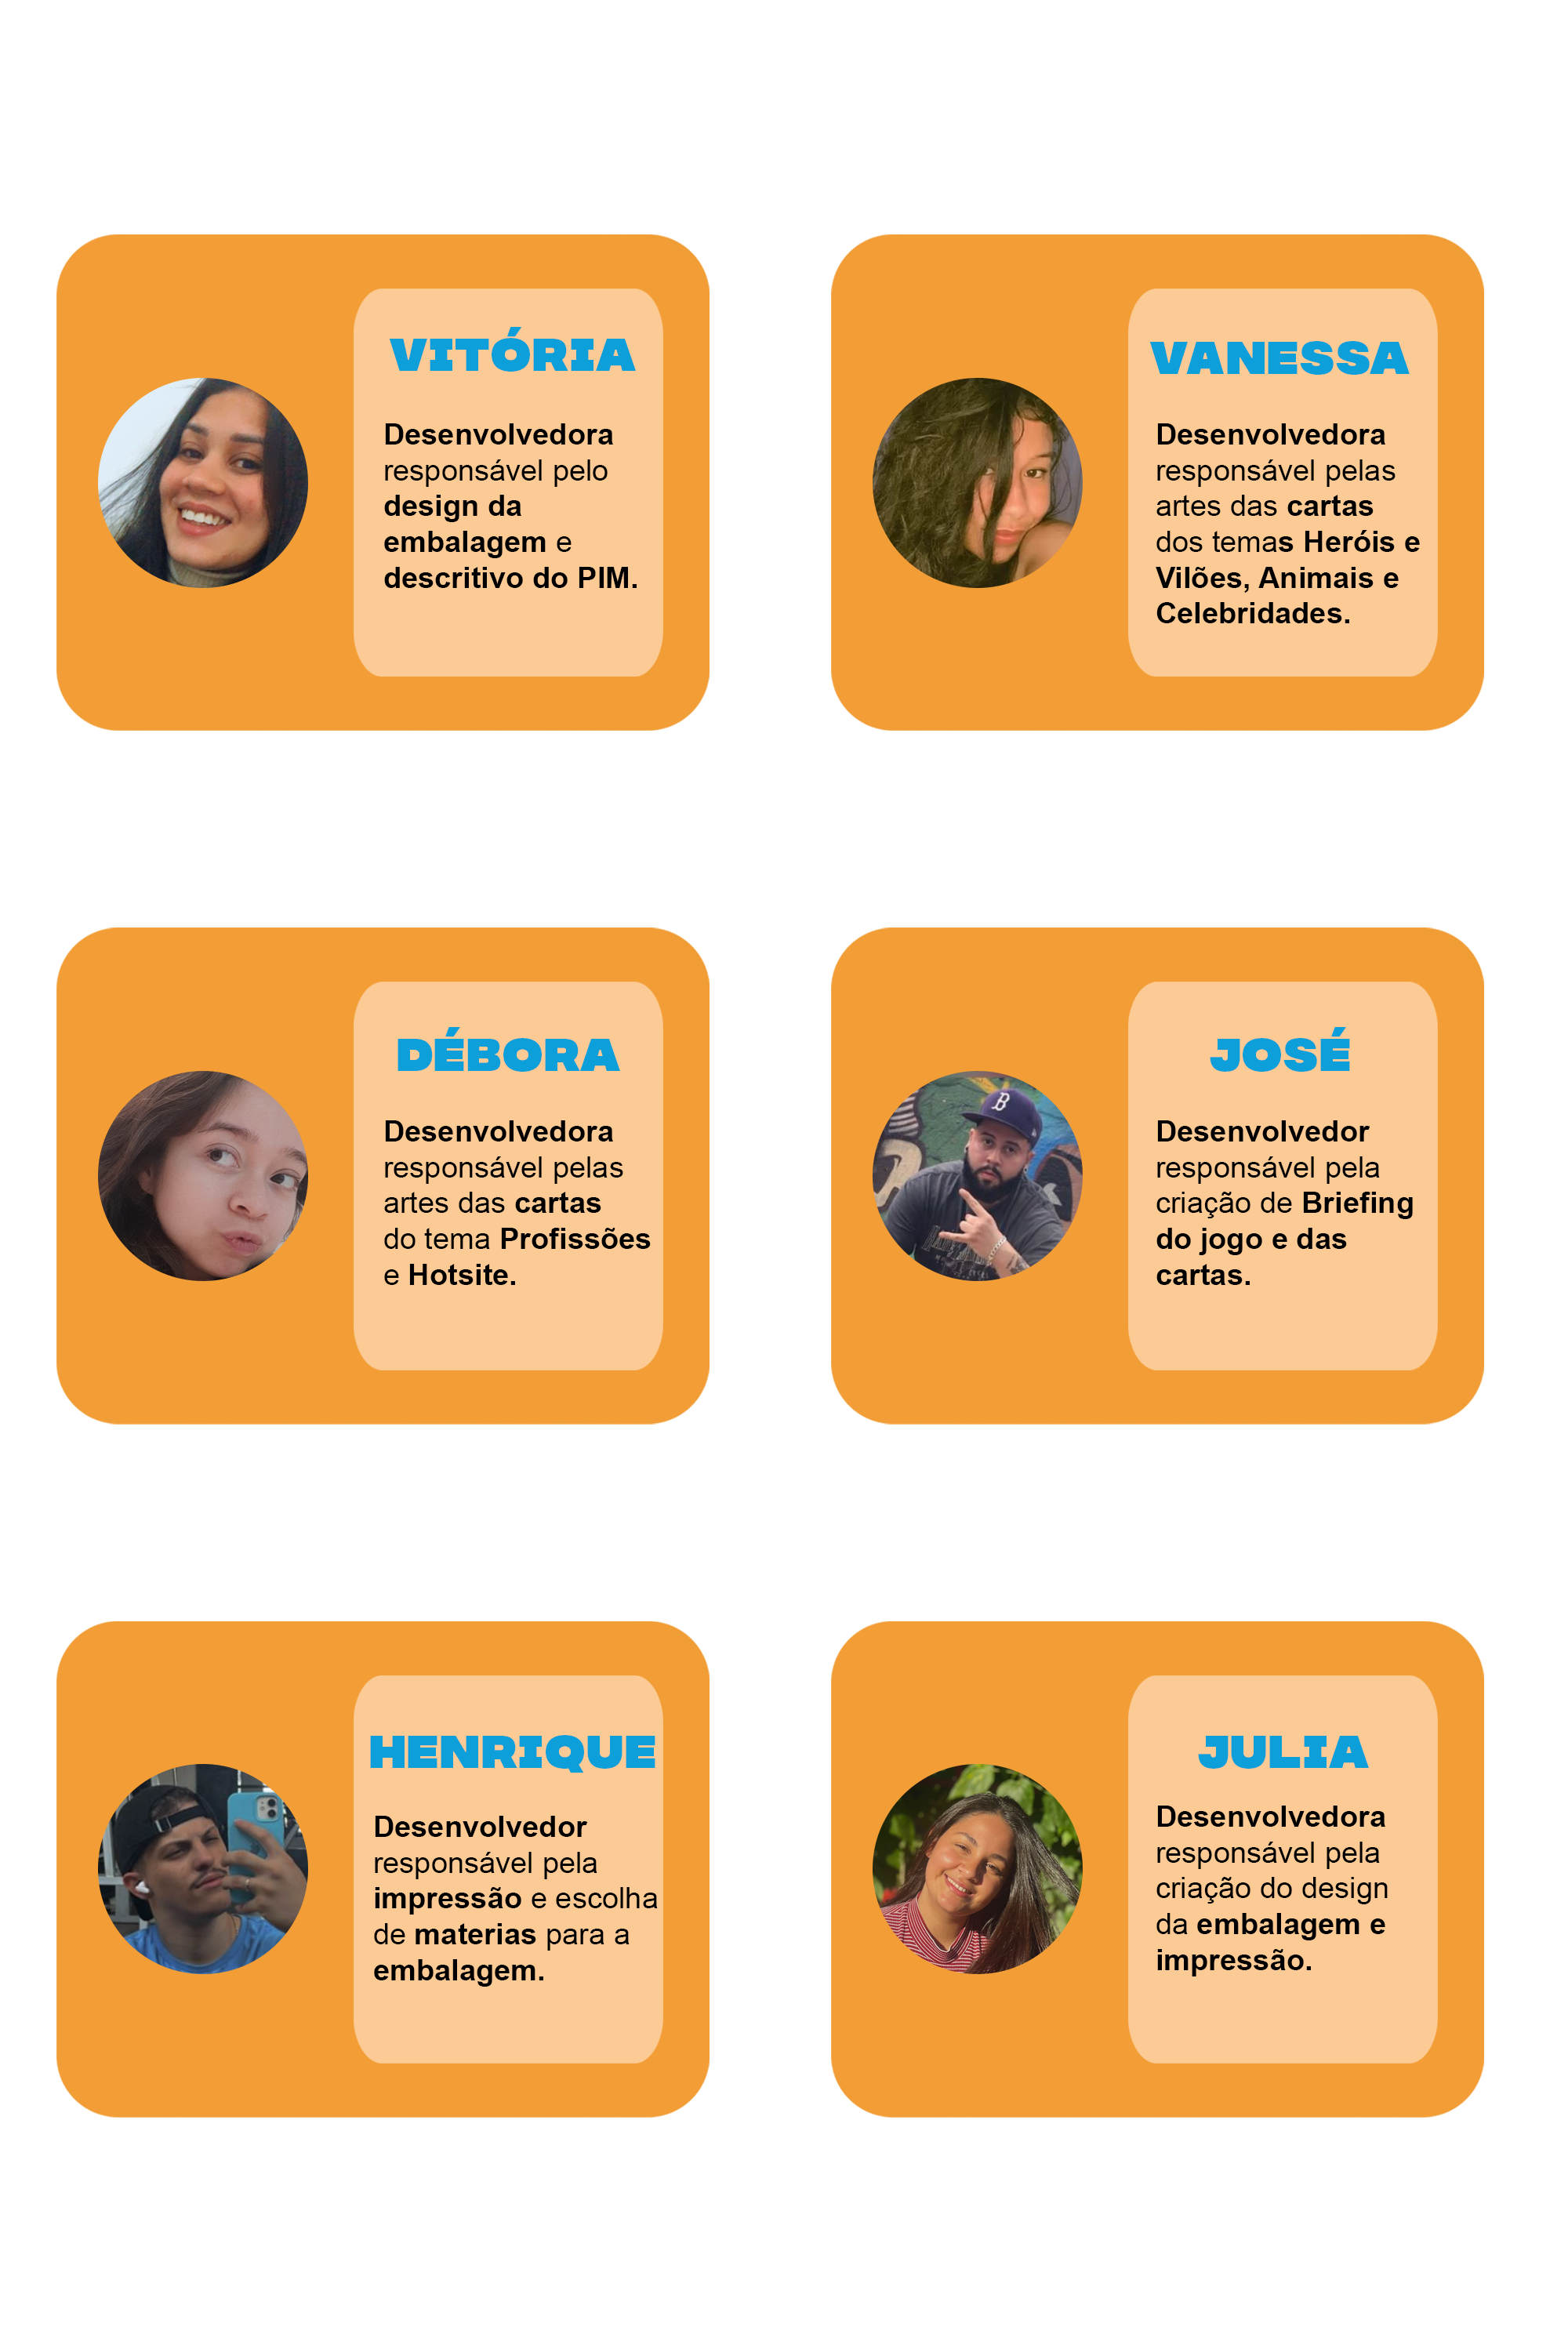 VITÓRIA
Desenvolvedora
responsável pelo
design da
embalagem e
descritivo do PIM.
VANESSA
Desenvolvedora
responsável pelas
artes das cartas
dos temas Heróis e
Vilões, Animais e
Celebridades.
DÉBORA
Desenvolvedora
responsável pelas
artes das cartas
do tema Profissões
e Hotsite.
JOSÉ
B
Desenvolvedor
responsável pela
criação de Briefing
do jogo e das
cartas.
HENRIQUE
Desenvolvedor
responsável pela
impressão e escolha
de materias para a
embalagem.
JULIA
Desenvolvedora
responsável pela
criação do design
da embalagem e
impressão.